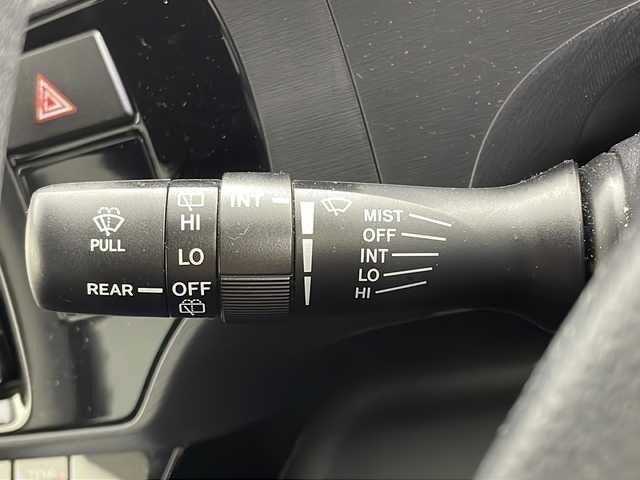 PULL
REAR
HI
LO
OFF
INT
MIST
OFF
INT
LO
HI